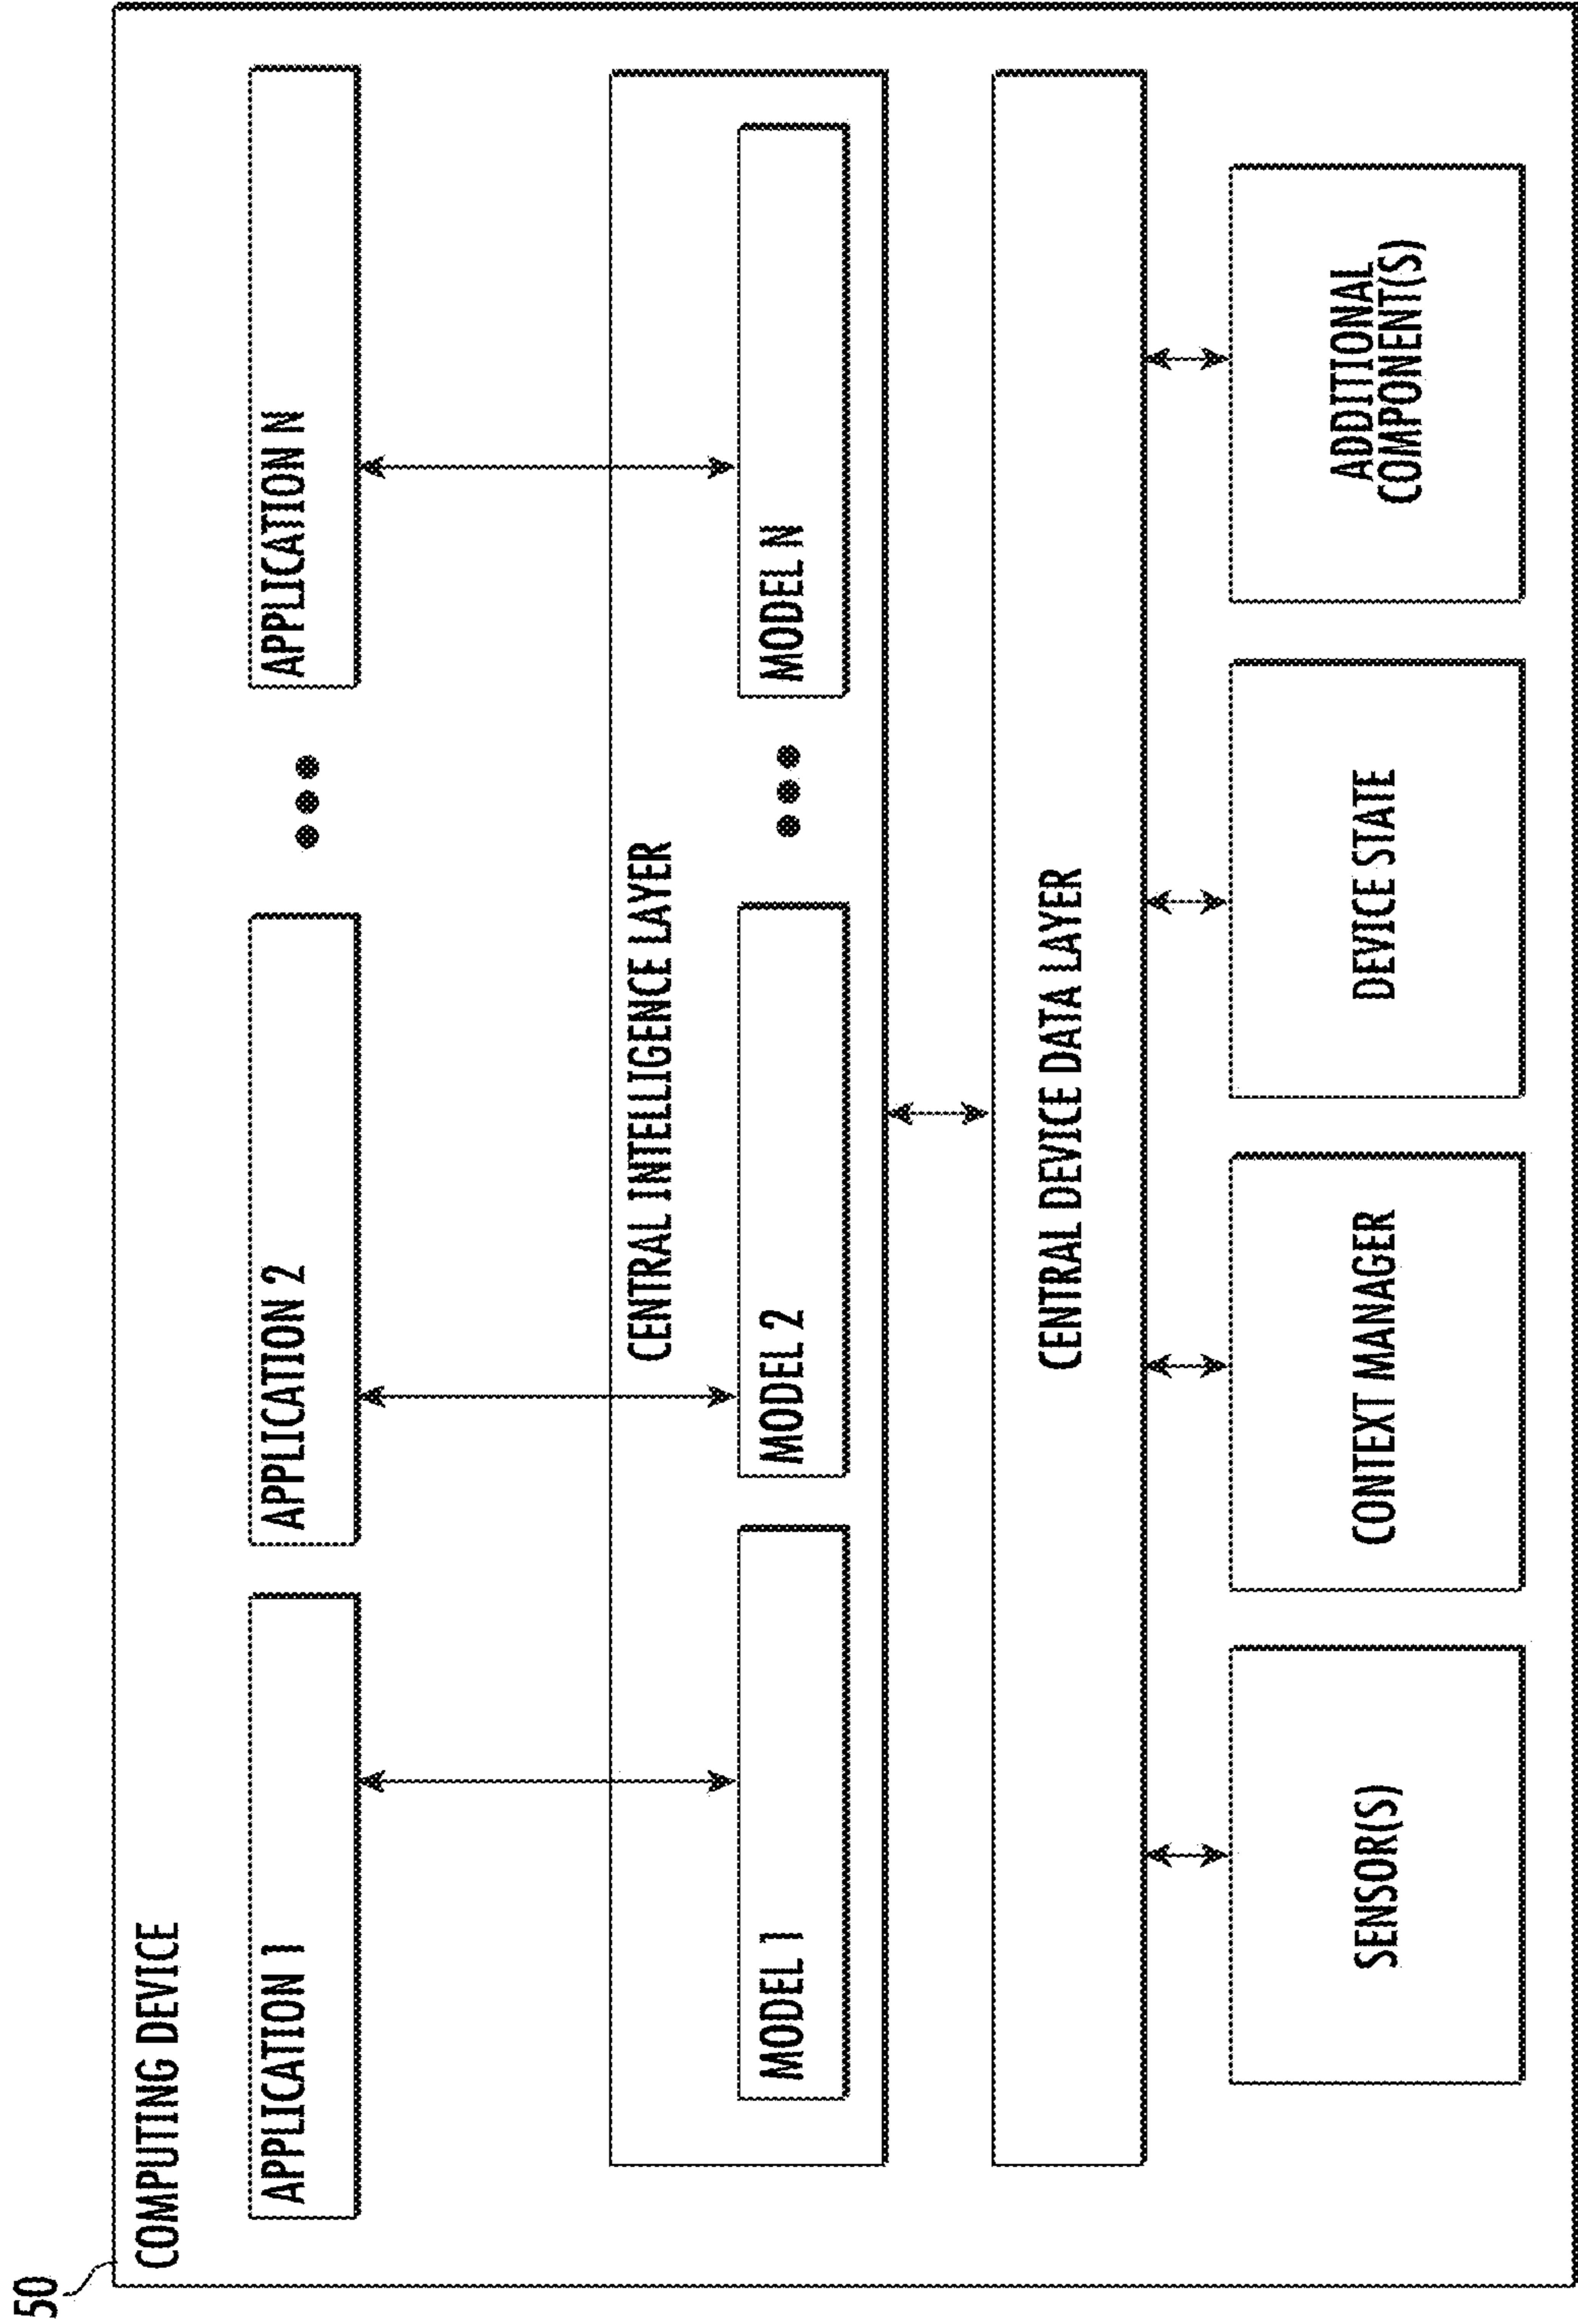 50
COMPUTING DEVICE
APPLICATION 1
APPLICATION 2
APPLICATION N
CENTRAL INTELLIGENCE LAYER
MODEL 1
MODEL 2
MODEL N
CENTRAL DEVICE DATA LAYER
SENSOR(S)
CONTEXT MANAGER
DEVICE STATE
ADDITIONAL
COMPONENT(S)